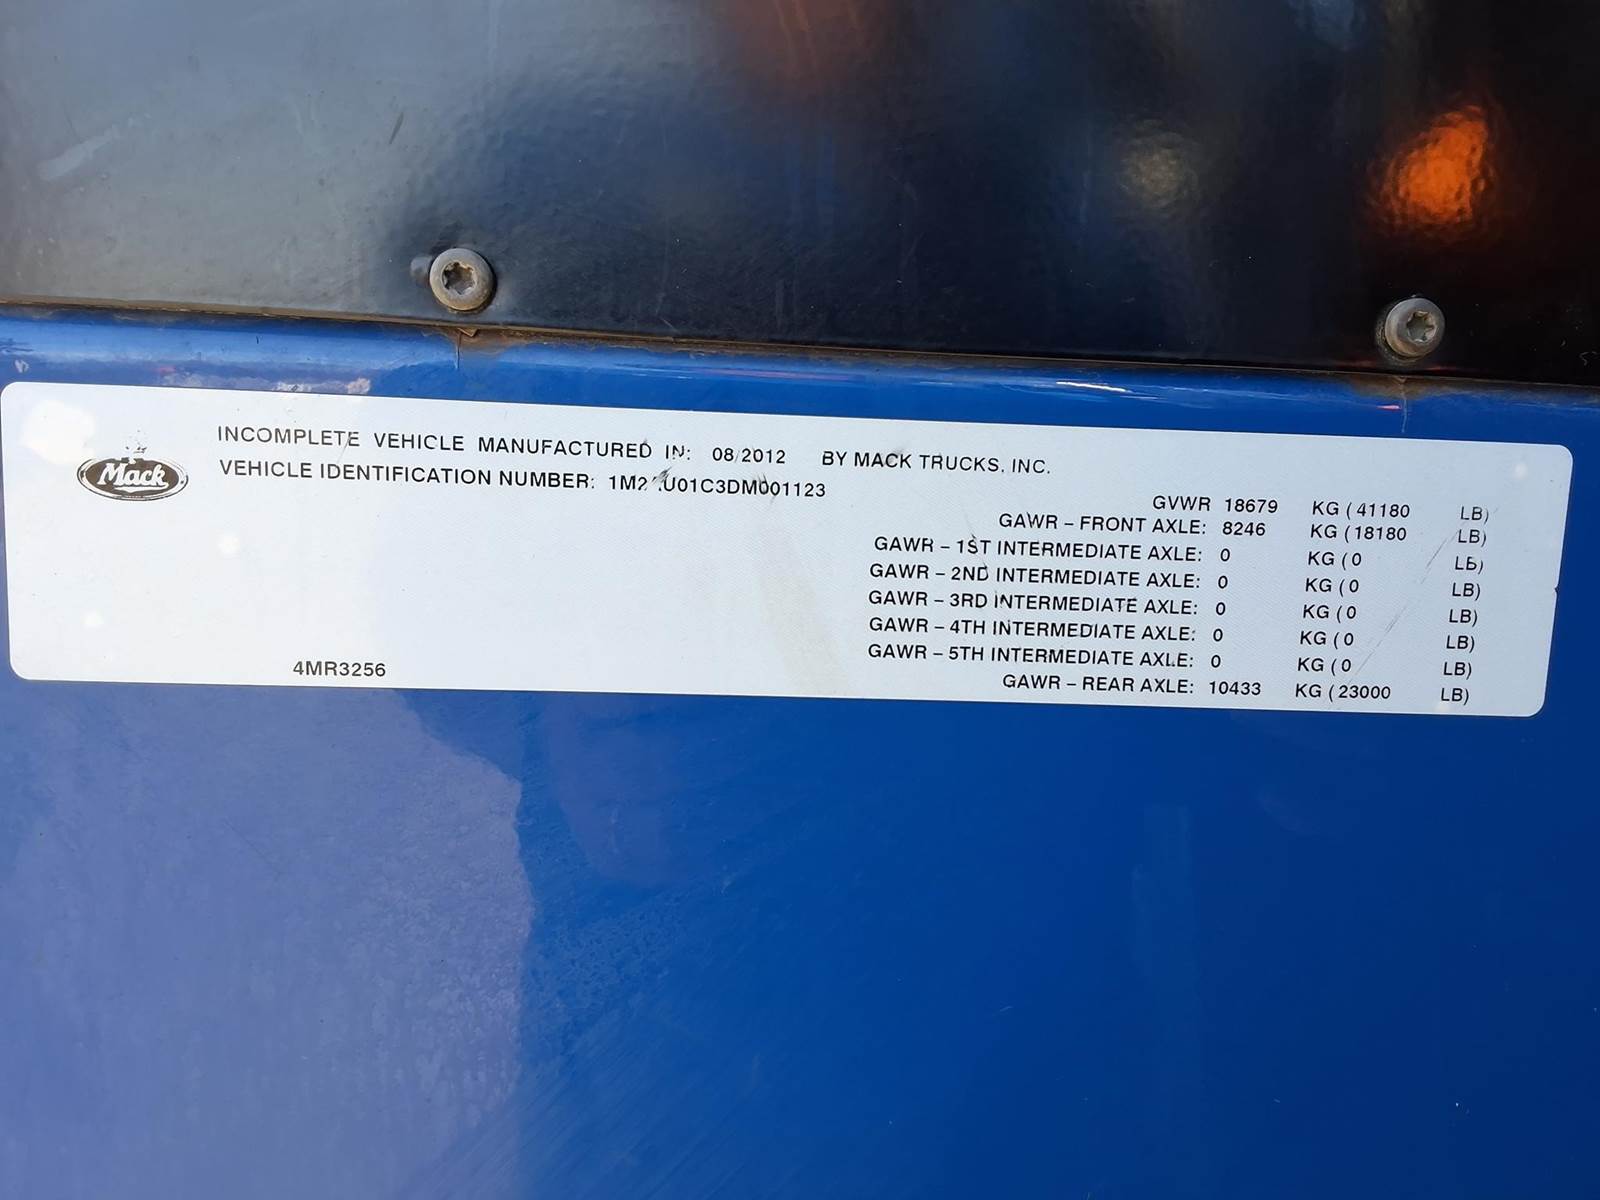 INCOMPLETE VEHICLE MANUFACTURED IN: 08/2012 BY MACK TRUCKS, INC.
Mack
VEHICLE IDENTIFICATION NUMBER:
GVWR 18679 KG ( 41180 LB)
GAWR – FRONT AXLE: 8246 KG ( 18180 LB)
GAWR – 1ST INTERMEDIATE AXLE: 0 KG ( 0 LB)
GAWR – 2ND INTERMEDIATE AXLE: 0 KG ( 0 LB)
GAWR – 3RD INTERMEDIATE AXLE: 0 KG ( 0 LB)
GAWR – 4TH INTERMEDIATE AXLE: 0 KG ( 0 LB)
GAWR – 5TH INTERMEDIATE AXLE: 0 KG ( 0 LB)
4MR3256
GAWR – REAR AXLE: 10433 KG ( 23000 LB)